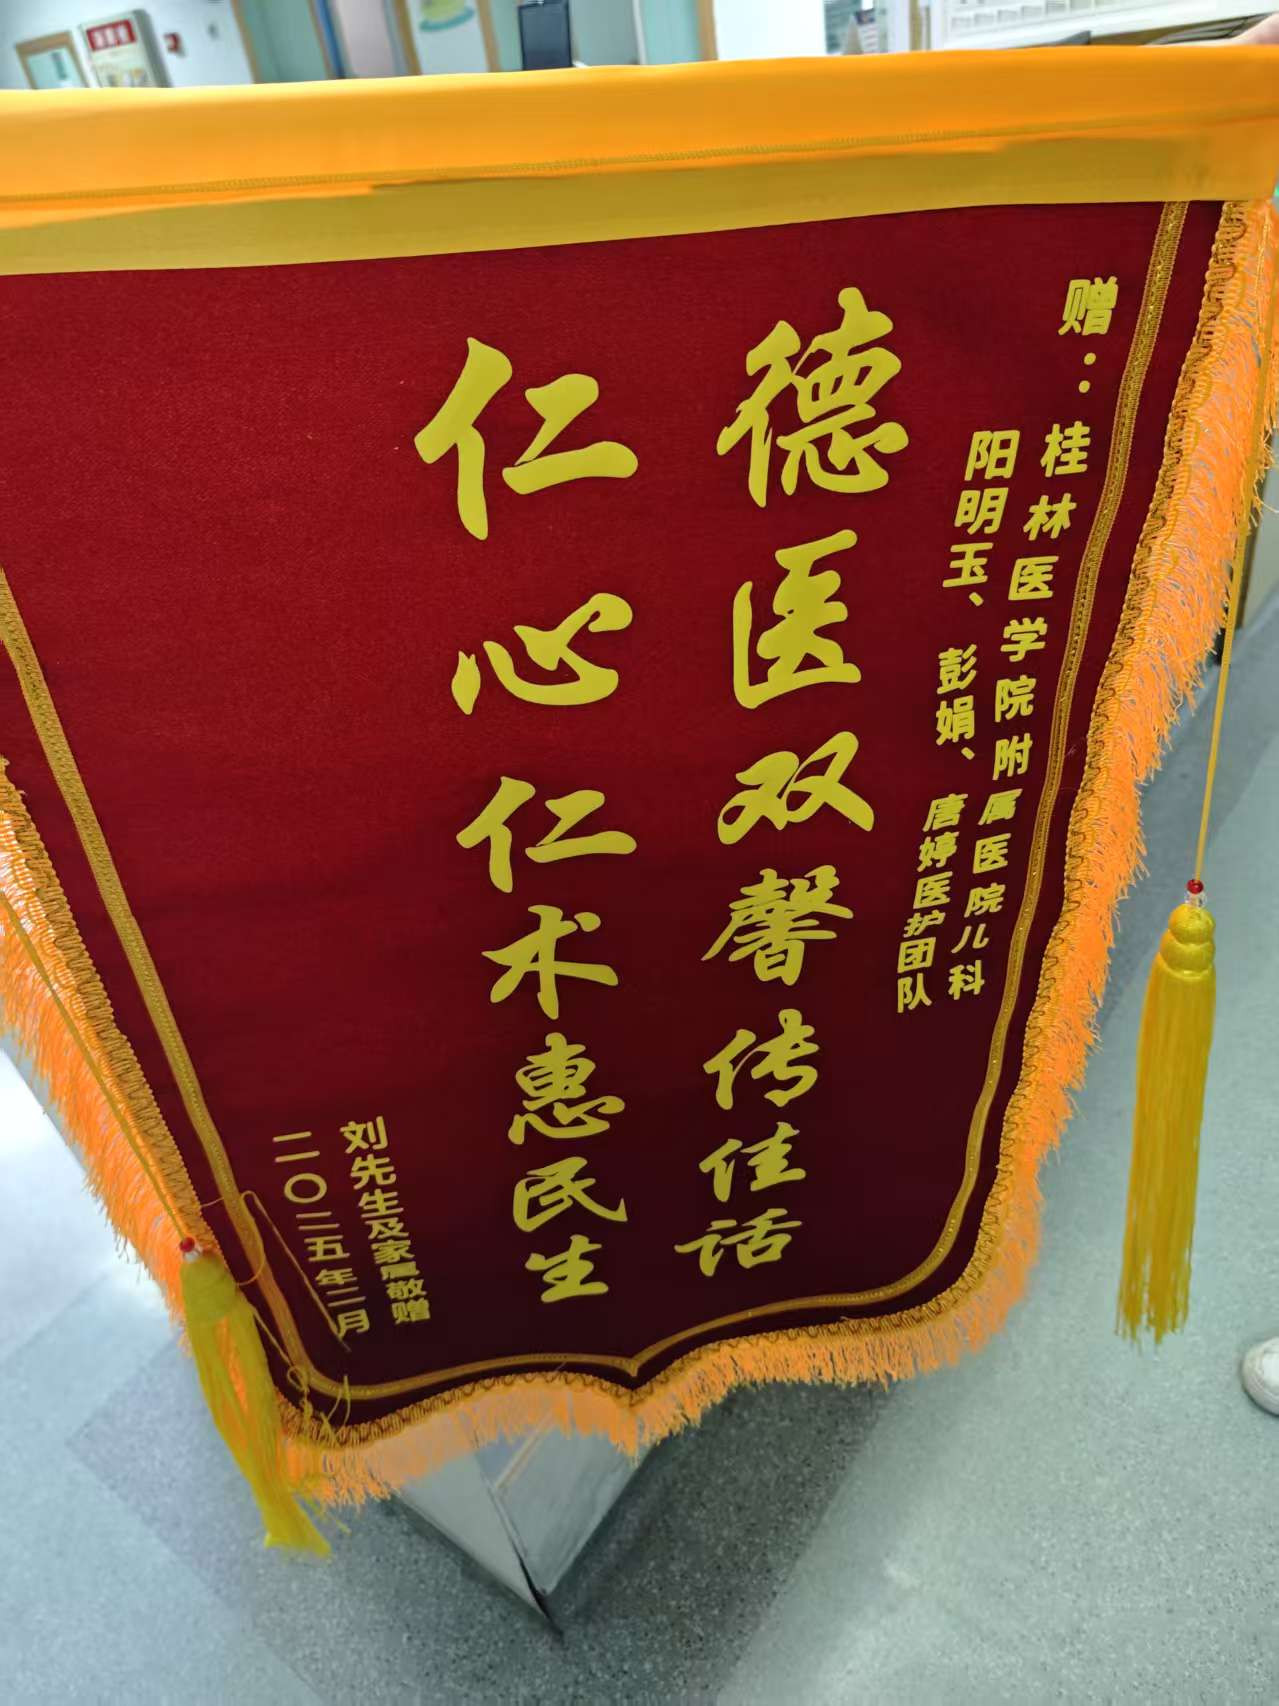 赠：桂林医学院附属医院儿科
阳明玉、彭娟、唐婷医护团队
德医双馨传佳话
仁心仁术惠民生
刘先生及家属敬赠
二〇二五年二月